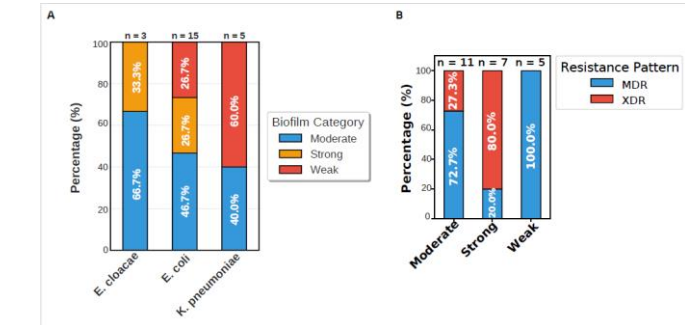 A
n = 3 n = 15 n = 5
Percentage (%)
100
80
60
40
20
0
33.3%
66.7%
26.7%
26.7%
46.7%
60.0%
40.0%
E. cloacae
E. coli
K. pneumoniae
Biofilm Category
Moderate
Strong
Weak
B
n = 11 n = 7 n = 5
Percentage (%)
100
80
60
40
20
0
27.3%
72.7%
80.0%
20.0%
100.0%
Moderate
Strong
Weak
Resistance Pattern
MDR
XDR